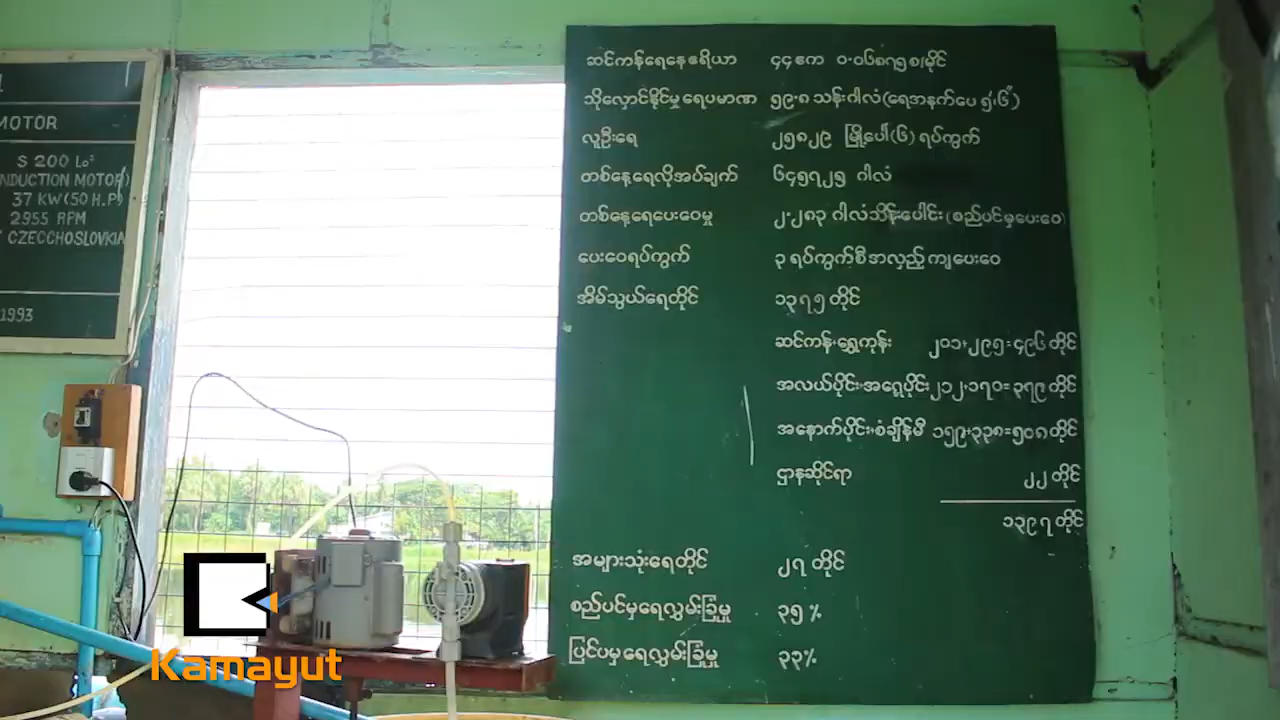 MOTOR
S 200 Lo²
INDUCTION MOTOR)
37 KW (50 H.P)
2955 RPM
CZECCHOSLOVKIA
1993
ဆင်ကန်ရေနေဧရိယာ ၄၄ ဧက ၀.၀၆၈၇၅ စ/မိုင်
သိုလှောင်နိုင်မှု ရေပမာဏ ၅၉.၈ သန်းဂါလံ (ရေအနက်ပေ ၅'၊ ၆")
လူဦးရေ ၂၅၈၂၉ မြို့ပေါ် (၆) ရပ်ကွက်
တစ်နေ့ရေလိုအပ်ချက် ၆၄၅၇၂၅ ဂါလံ
တစ်နေ့ရေပေးဝေမှု ၂.၂၈၃ ဂါလံသိန်းပေါင်း (စည်ပင်မှပေးဝေ)
ပေးဝေရပ်ကွက် ၃ ရပ်ကွက်စီ အလှည့်ကျပေးဝေ
အိမ်သွယ်ရေတိုင် ၁၃၇၅ တိုင်
ဆင်ကန်+ရွှေကုန်း ၂၀၁+၂၉၅=၄၉၆ တိုင်
အလယ်ပိုင်း+အရှေ့ပိုင်း ၂၁၂+၁၇၀=၃၇၉ တိုင်
အနောက်ပိုင်း+စံချိန်မီ ၁၅၉+၃၃၈=၅၀၈ တိုင်
ဌာနဆိုင်ရာ ၂၂ တိုင်
၁၃၉၇ တိုင်
အများသုံးရေတိုင် ၂၇ တိုင်
စည်ပင်မှရေလွှမ်းခြုံမှု ၃၅ %
ပြင်ပမှရေလွှမ်းခြုံမှု ၃၃%
Kamayut